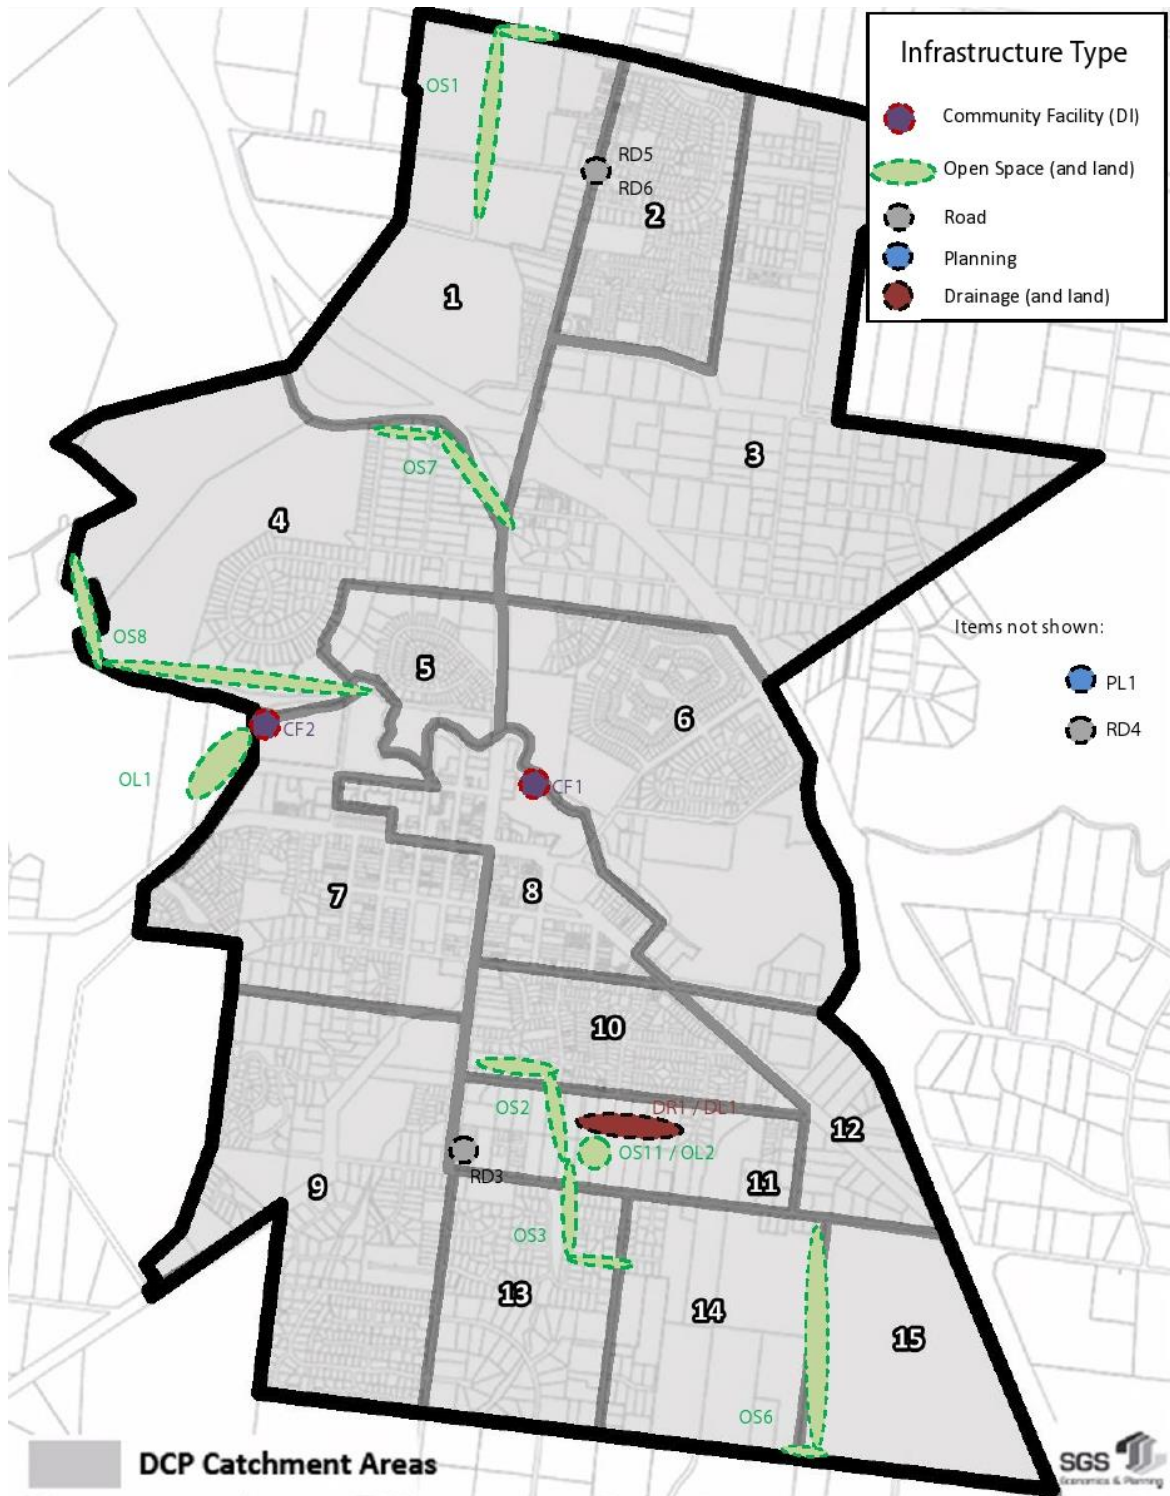 Infrastructure Type
Community Facility (DI)
Open Space (and land)
Road
Planning
Drainage (and land)
OS1
RD5
RD6
2
1
3
OS7
4
Items not shown:
OS8
5
PL1
6
RD4
CF2
OL1
CF1
7
8
10
OS2
DR1 / DL1
12
OS11 / OL2
RD3
11
9
OS3
13
14
15
OS6
DCP Catchment Areas
SGS
Economics & Planning